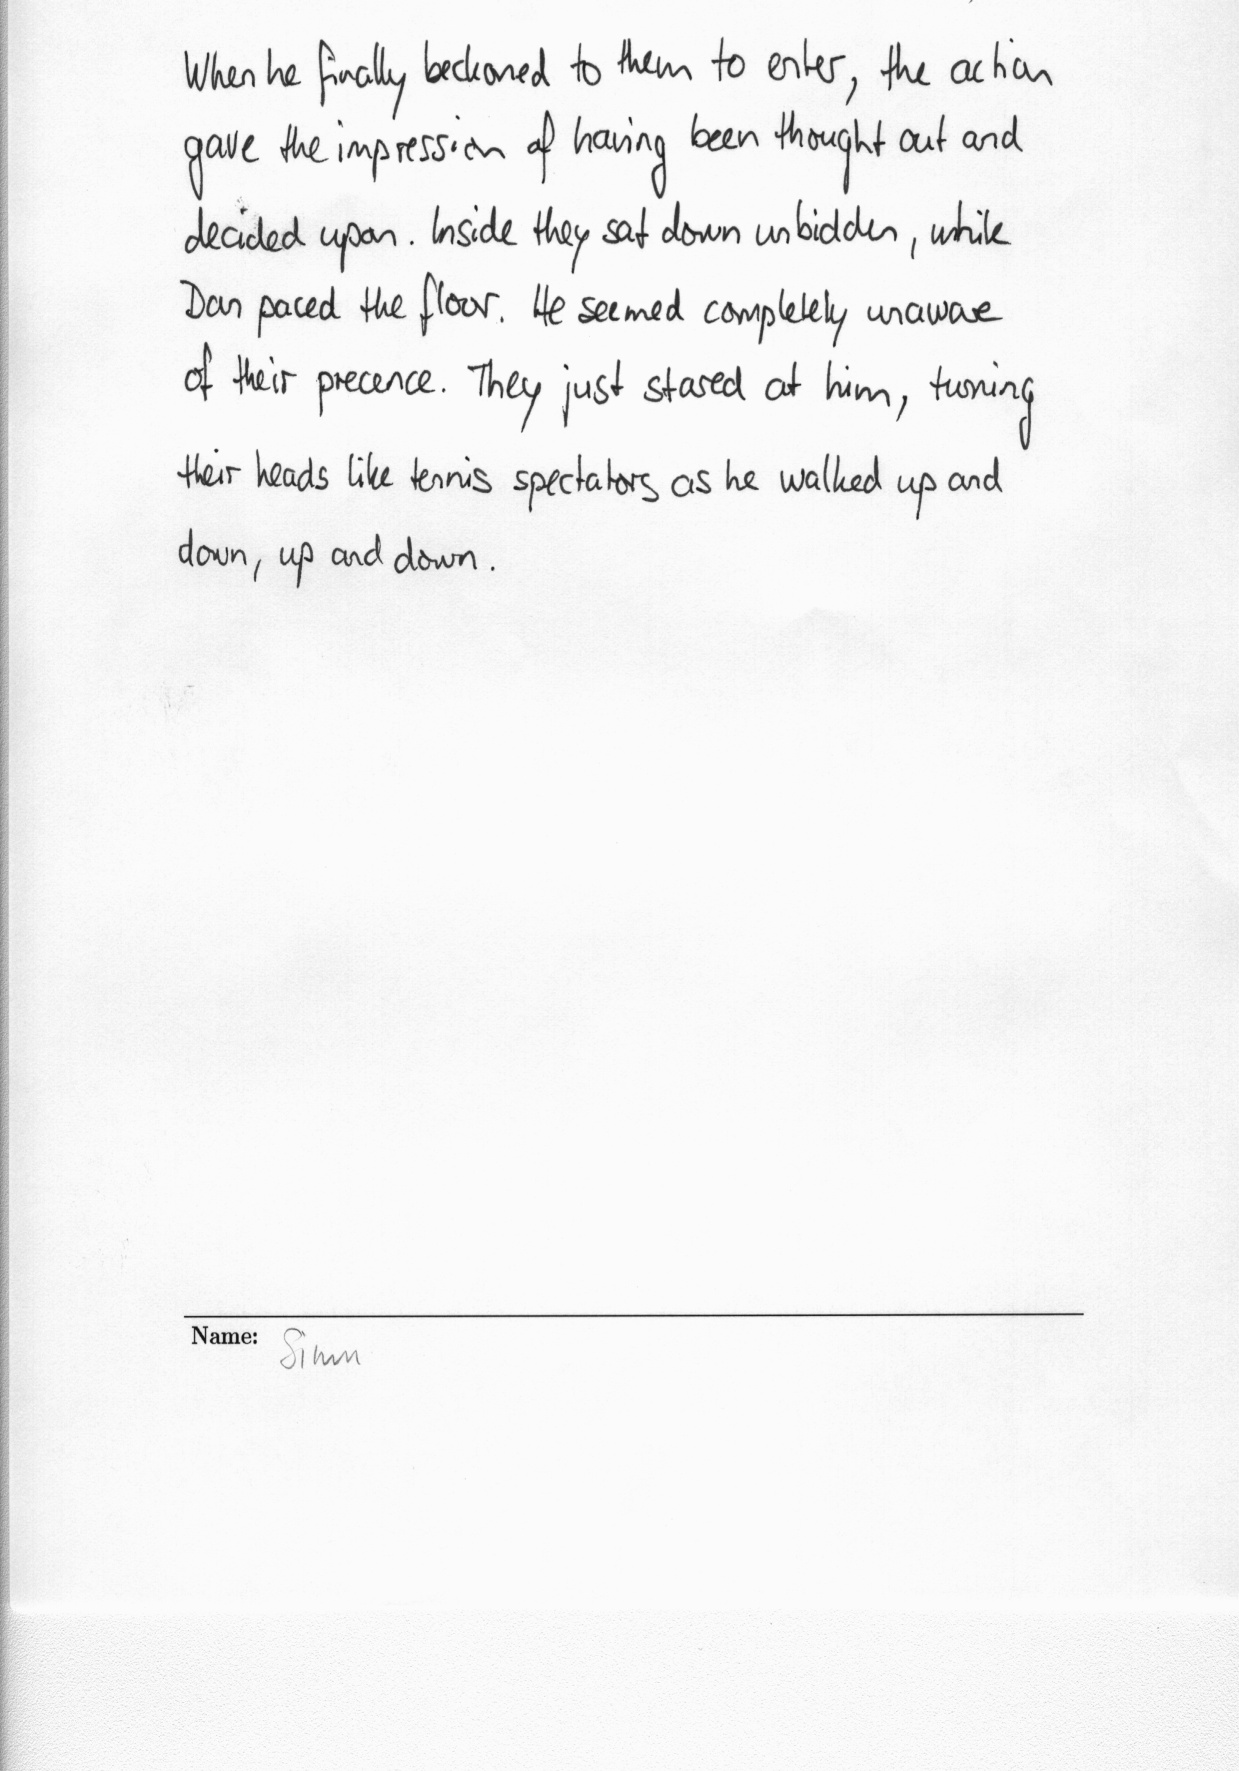 When he finally beckoned to them to enter, the action
gave the impression of having been thought out and
decided upon. Inside they sat down unbidden, while
Dan paced the floor. He seemed completely unaware
of their precence. They just stared at him, turning
their heads like tennis spectators as he walked up and
down, up and down.
Name: